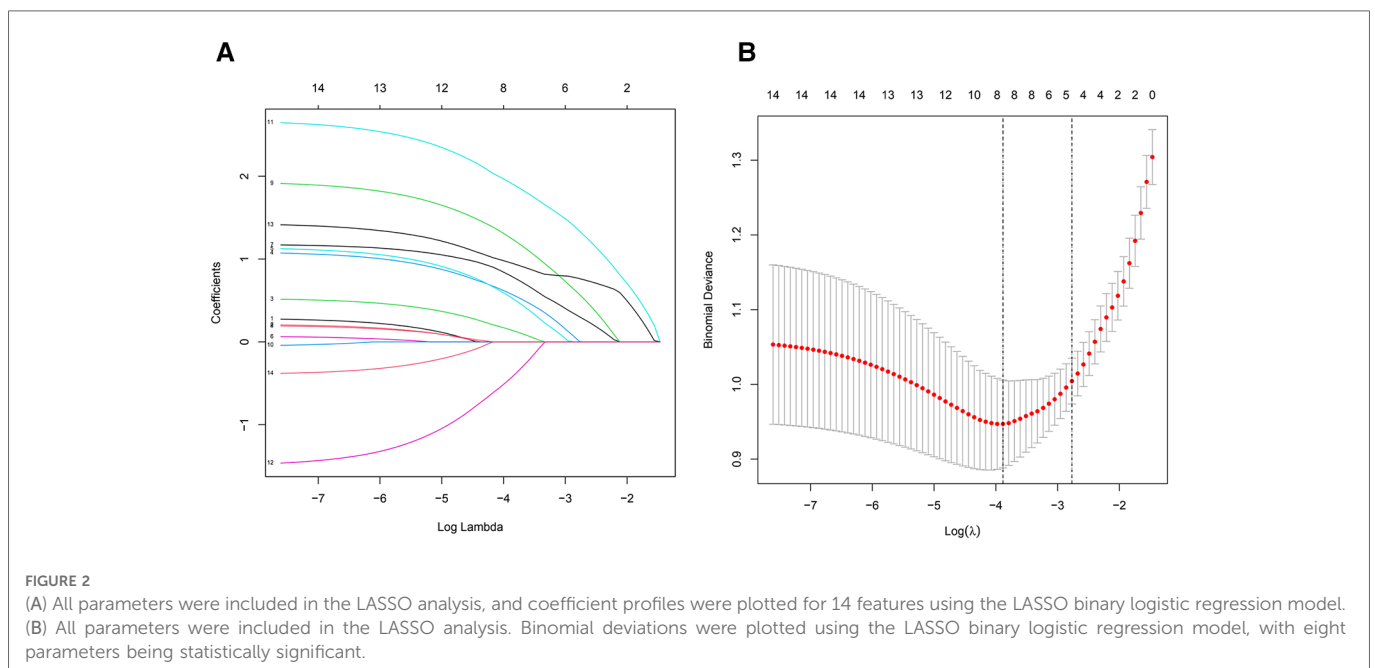 A
14 13 12 8 6 2
11
9
13
7
4
3
1
6
10
14
12
2
1
0
−1
Coefficients
−7 −6 −5 −4 −3 −2
Log Lambda
B
14 14 14 14 13 13 12 10 8 8 8 6 5 4 4 2 2 0
1.3
1.2
1.1
1.0
0.9
Binomial Deviance
−7 −6 −5 −4 −3 −2
Log(λ)
FIGURE 2
(A) All parameters were included in the LASSO analysis, and coefficient profiles were plotted for 14 features using the LASSO binary logistic regression model.
(B) All parameters were included in the LASSO analysis. Binomial deviations were plotted using the LASSO binary logistic regression model, with eight
parameters being statistically significant.